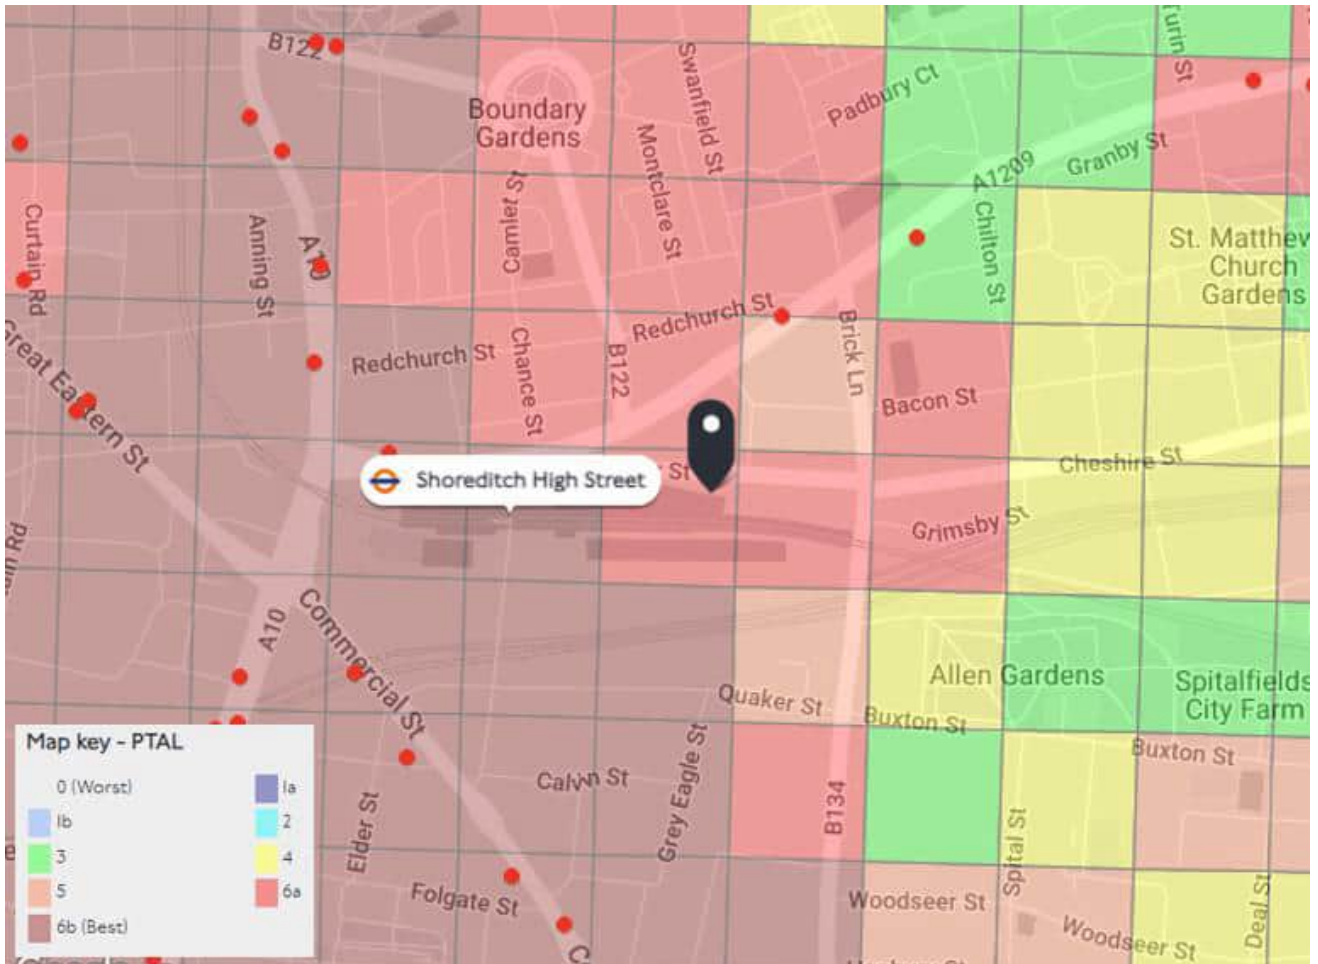 B122
Boundary
Gardens
Swanfield St
Montclare St
Padbury Ct
Turin St
A1209
Granby St
Curtain Rd
Anning St
A10
Camlet St
Chilton St
St. Matthew
Church
Gardens
Great Eastern St
Redchurch St
Chance St
B122
Redchurch St
Brick Ln
Bacon St
Cheshire St
Shoreditch High Street
St
Grimsby St
A10
Commercial St
Quaker St
Allen Gardens
Spitalfields
City Farm
Buxton St
Buxton St
Calvin St
Grey Eagle St
B134
Elder St
Folgate St
Spital St
Woodseer St
Woodseer St
Deal St
Map key - PTAL
0 (Worst)
1a
1b
2
3
4
5
6a
6b (Best)